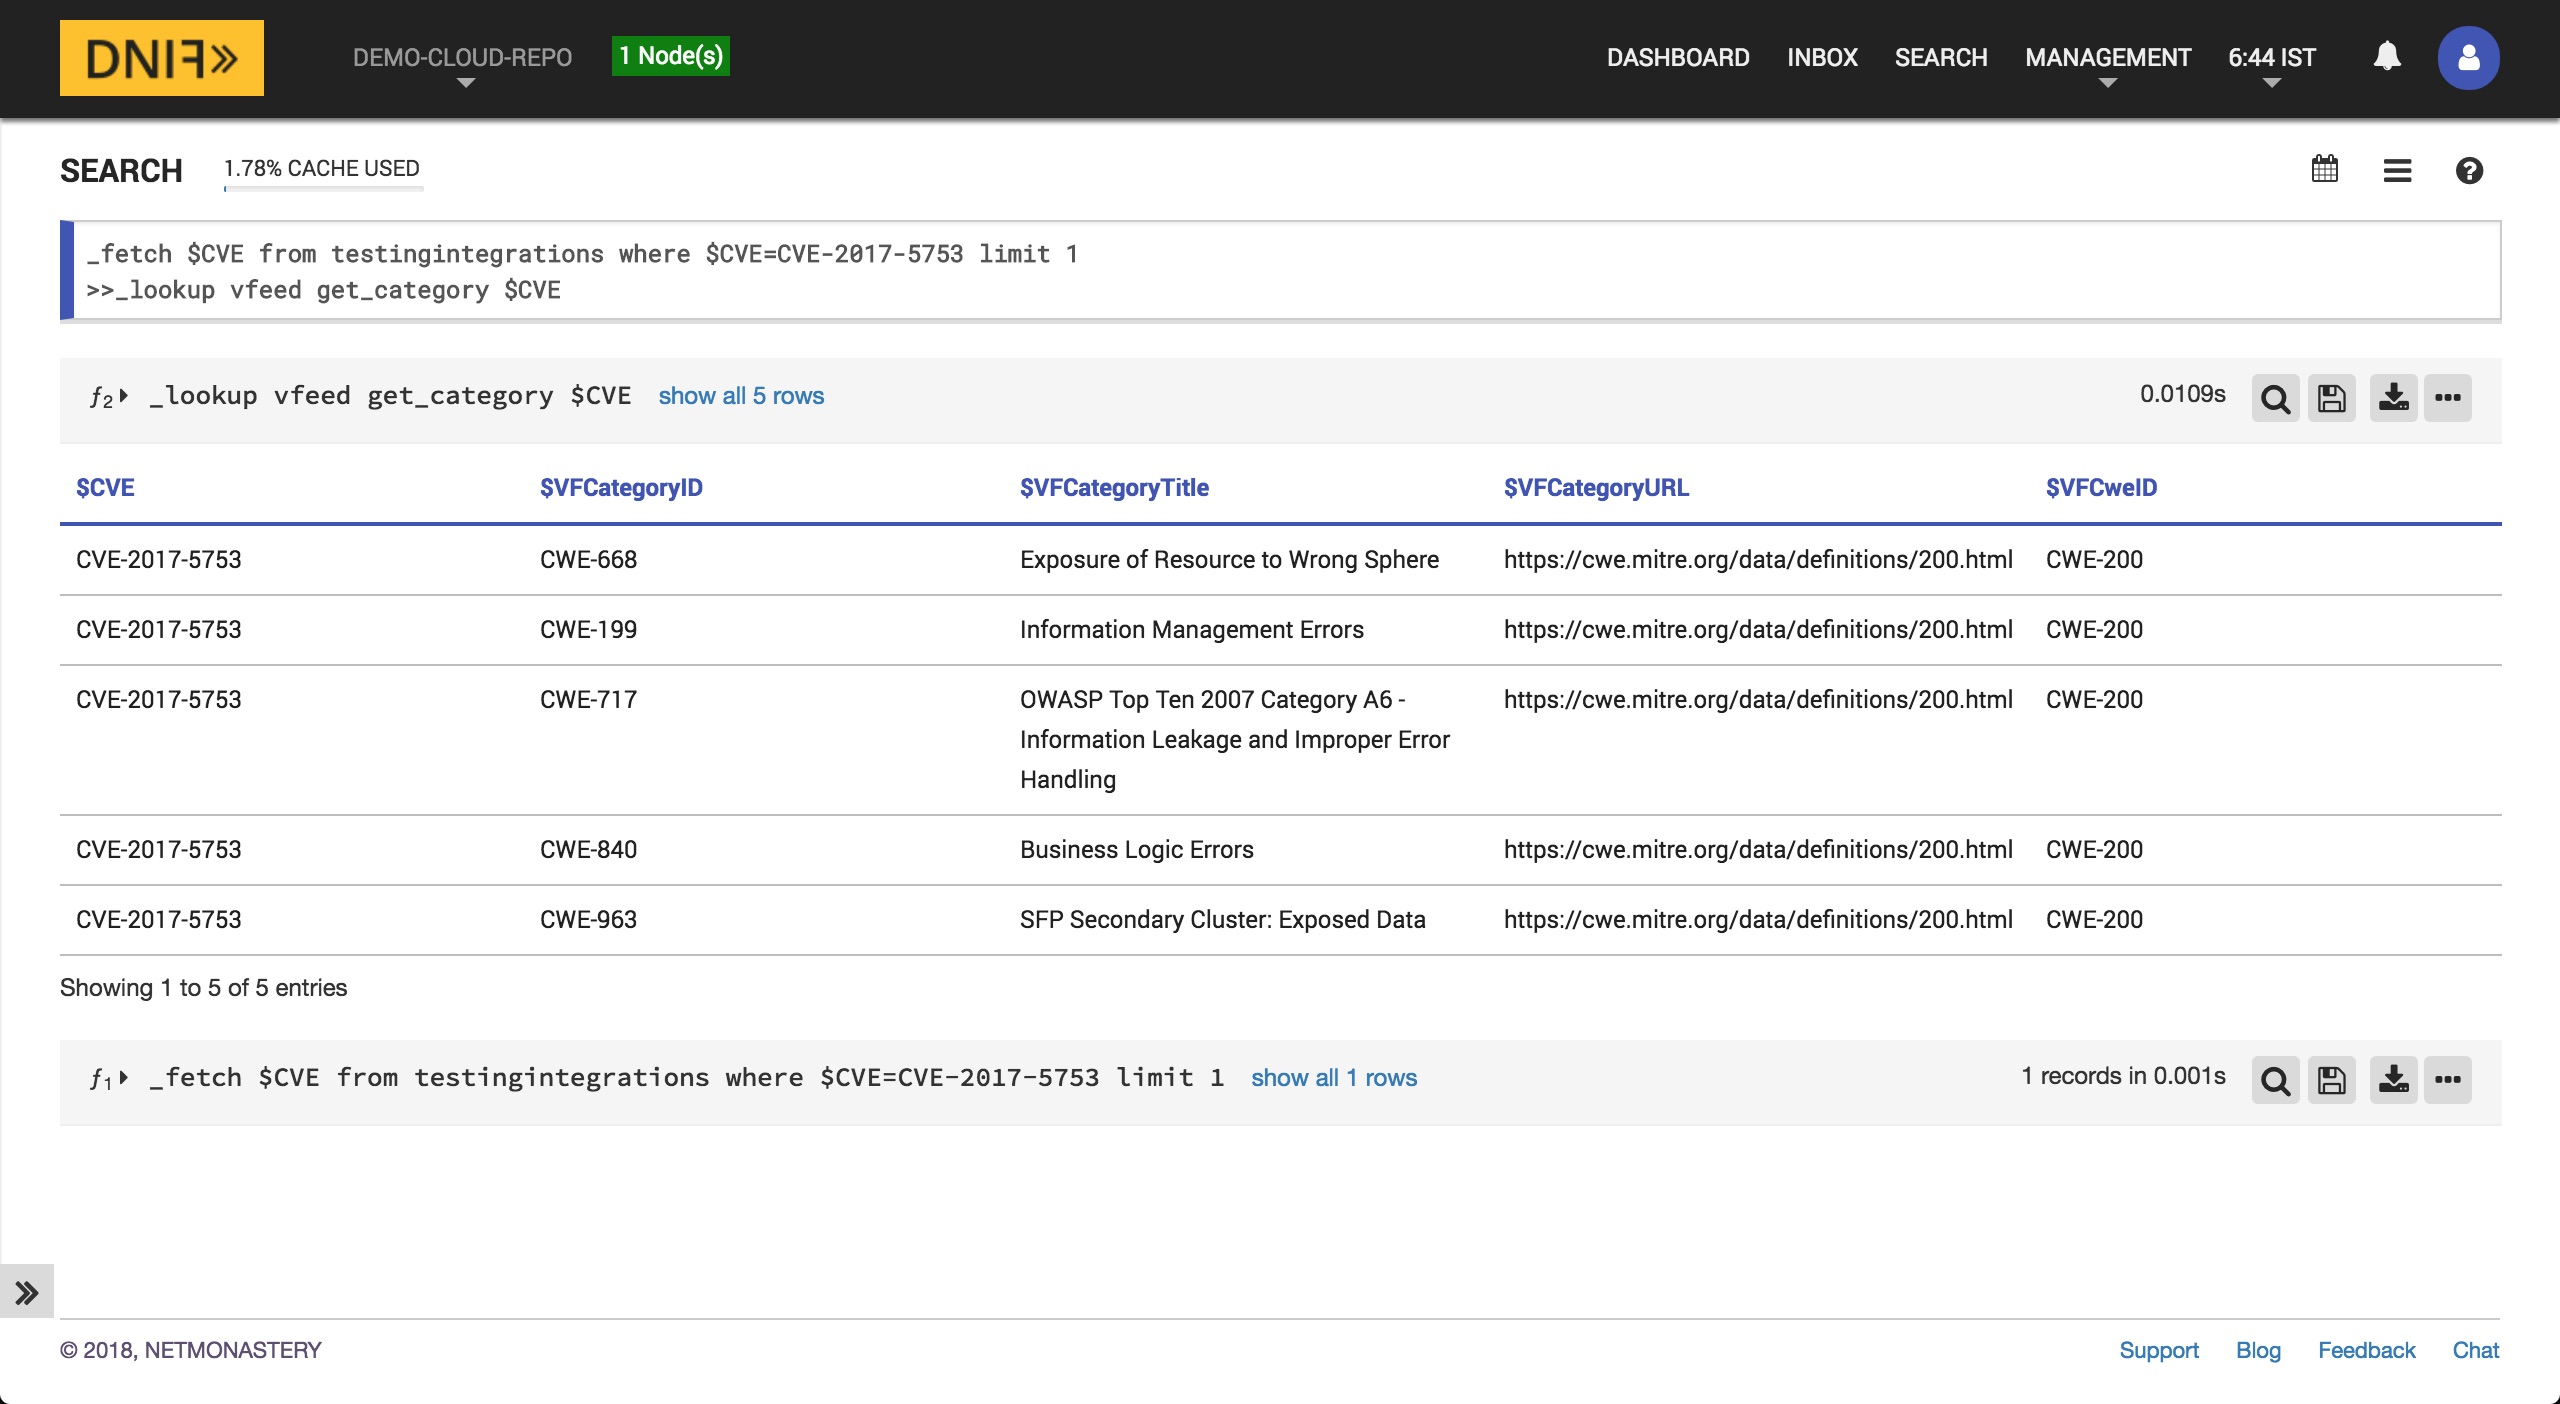 DNIF»
DEMO-CLOUD-REPO
1 Node(s)
DASHBOARD INBOX SEARCH MANAGEMENT 6:44 IST
SEARCH 1.78% CACHE USED
_fetch $CVE from testingintegrations where $CVE=CVE-2017-5753 limit 1
>>_lookup vfeed get_category $CVE
ƒ2 _lookup vfeed get_category $CVE show all 5 rows 0.0109s
$CVE $VFCategoryID $VFCategoryTitle $VFCategoryURL $VFCweID
CVE-2017-5753 CWE-668 Exposure of Resource to Wrong Sphere https://cwe.mitre.org/data/definitions/200.html CWE-200
CVE-2017-5753 CWE-199 Information Management Errors https://cwe.mitre.org/data/definitions/200.html CWE-200
CVE-2017-5753 CWE-717 OWASP Top Ten 2007 Category A6 - https://cwe.mitre.org/data/definitions/200.html CWE-200
Information Leakage and Improper Error
Handling
CVE-2017-5753 CWE-840 Business Logic Errors https://cwe.mitre.org/data/definitions/200.html CWE-200
CVE-2017-5753 CWE-963 SFP Secondary Cluster: Exposed Data https://cwe.mitre.org/data/definitions/200.html CWE-200
Showing 1 to 5 of 5 entries
ƒ1 _fetch $CVE from testingintegrations where $CVE=CVE-2017-5753 limit 1 show all 1 rows 1 records in 0.001s
© 2018, NETMONASTERY Support Blog Feedback Chat